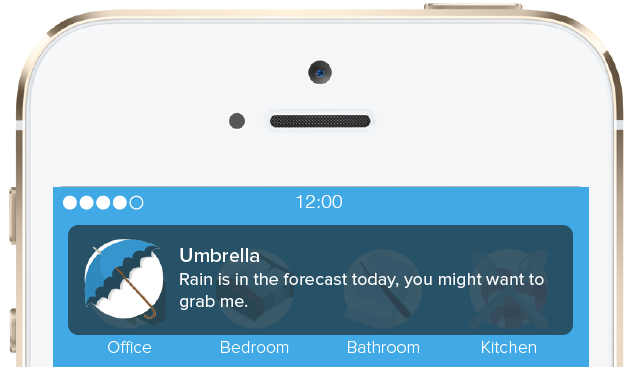 12:00
Umbrella
Rain is in the forecast today, you might want to
grab me.
Office Bedroom Bathroom Kitchen